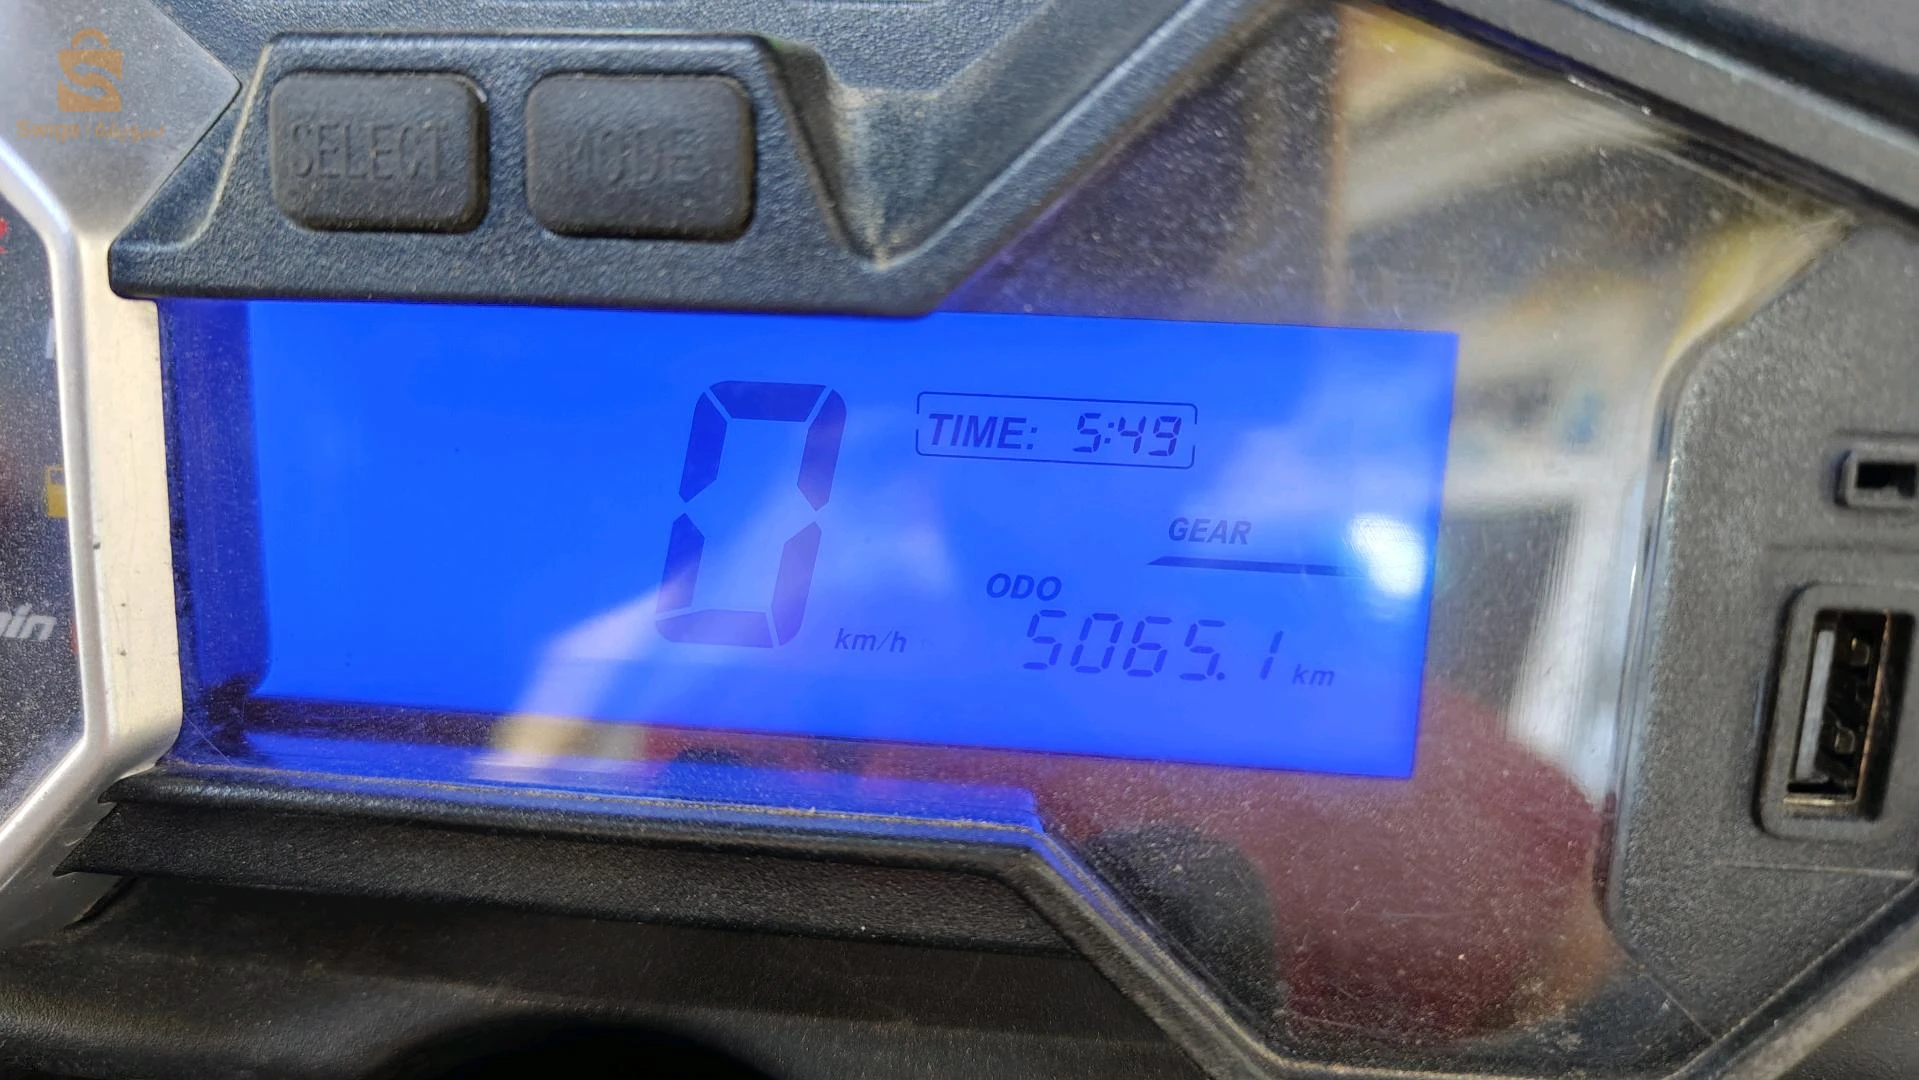 SELECT MODE
TIME: 5:49
0 km/h
GEAR
ODO
5065.1 km